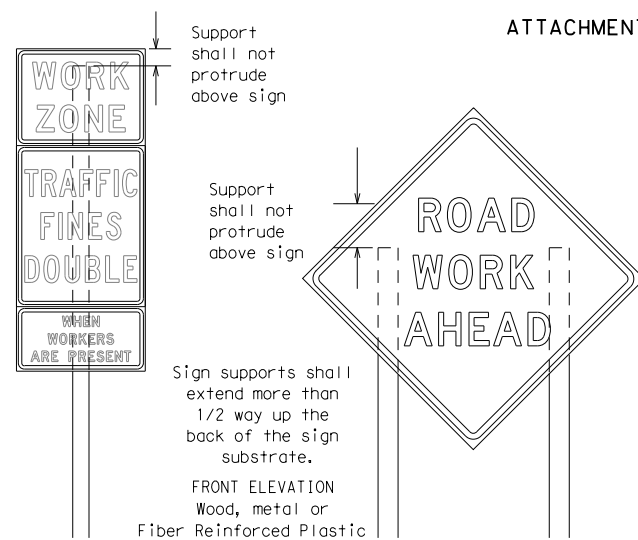 ATTACHMENT
Support
shall not
protrude
above sign
WORK
ZONE
TRAFFIC
FINES
DOUBLE
WHEN
WORKERS
ARE PRESENT
Support
shall not
protrude
above sign
ROAD
WORK
AHEAD
Sign supports shall
extend more than
1/2 way up the
back of the sign
substrate.
FRONT ELEVATION
Wood, metal or
Fiber Reinforced Plastic